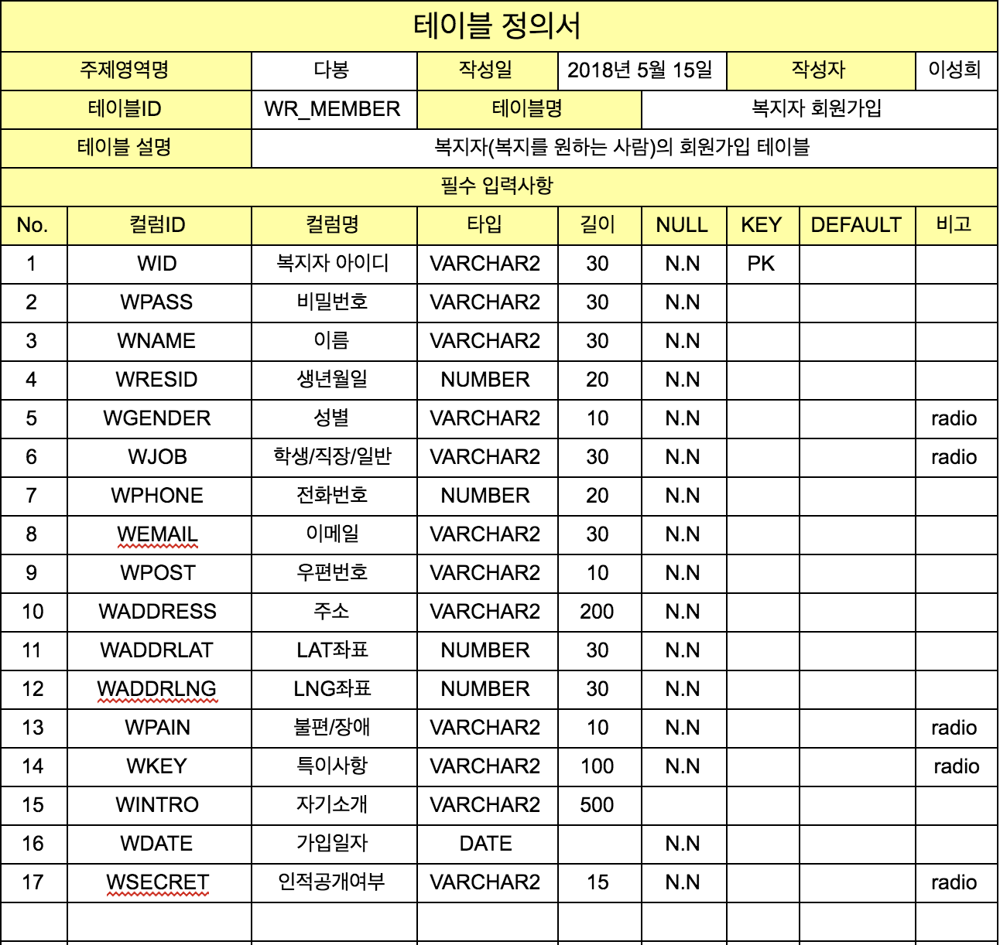 테이블 정의서
주제영역명 다봉 작성일 2018년 5월 15일 작성자 이성희
테이블ID WR_MEMBER 테이블명 복지자 회원가입
테이블 설명 복지자(복지를 원하는 사람)의 회원가입 테이블
필수 입력사항
No. 컬럼ID 컬럼명 타입 길이 NULL KEY DEFAULT 비고
1 WID 복지자 아이디 VARCHAR2 30 N.N PK
2 WPASS 비밀번호 VARCHAR2 30 N.N
3 WNAME 이름 VARCHAR2 30 N.N
4 WRESID 생년월일 NUMBER 20 N.N
5 WGENDER 성별 VARCHAR2 10 N.N radio
6 WJOB 학생/직장/일반 VARCHAR2 30 N.N radio
7 WPHONE 전화번호 NUMBER 20 N.N
8 WEMAIL 이메일 VARCHAR2 30 N.N
9 WPOST 우편번호 VARCHAR2 10 N.N
10 WADDRESS 주소 VARCHAR2 200 N.N
11 WADDRLAT LAT좌표 NUMBER 30 N.N
12 WADDRLNG LNG좌표 NUMBER 30 N.N
13 WPAIN 불편/장애 VARCHAR2 10 N.N radio
14 WKEY 특이사항 VARCHAR2 100 N.N radio
15 WINTRO 자기소개 VARCHAR2 500
16 WDATE 가입일자 DATE N.N
17 WSECRET 인적공개여부 VARCHAR2 15 N.N radio